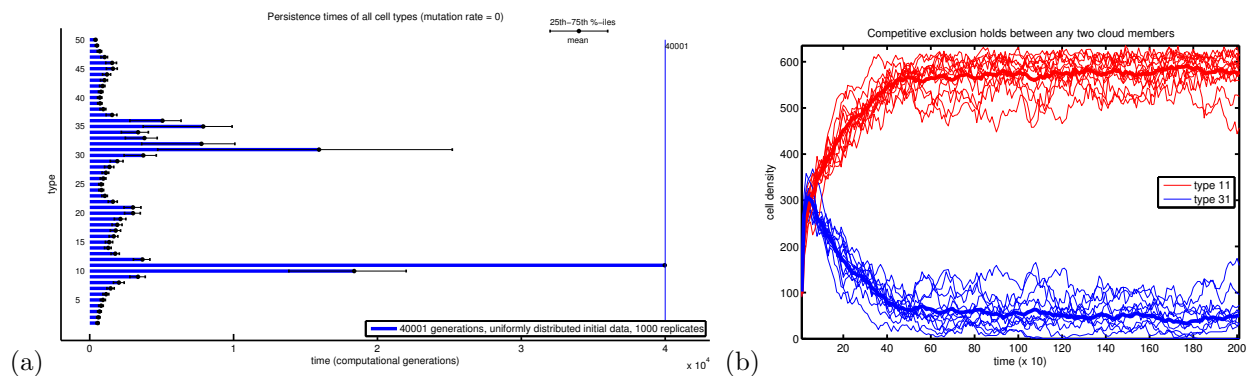 Persistence times of all cell types (mutation rate = 0)
25th−75th %−iles
mean
40001
50
45
40
35
30
25
20
15
10
5
type
40001 generations, uniformly distributed initial data, 1000 replicates
0
1
2
3
4
x 10^4
time (computational generations)
(a)
Competitive exclusion holds between any two cloud members
600
500
400
300
200
100
0
cell density
type 11
type 31
20
40
60
80
100
120
140
160
180
200
time (x 10)
(b)